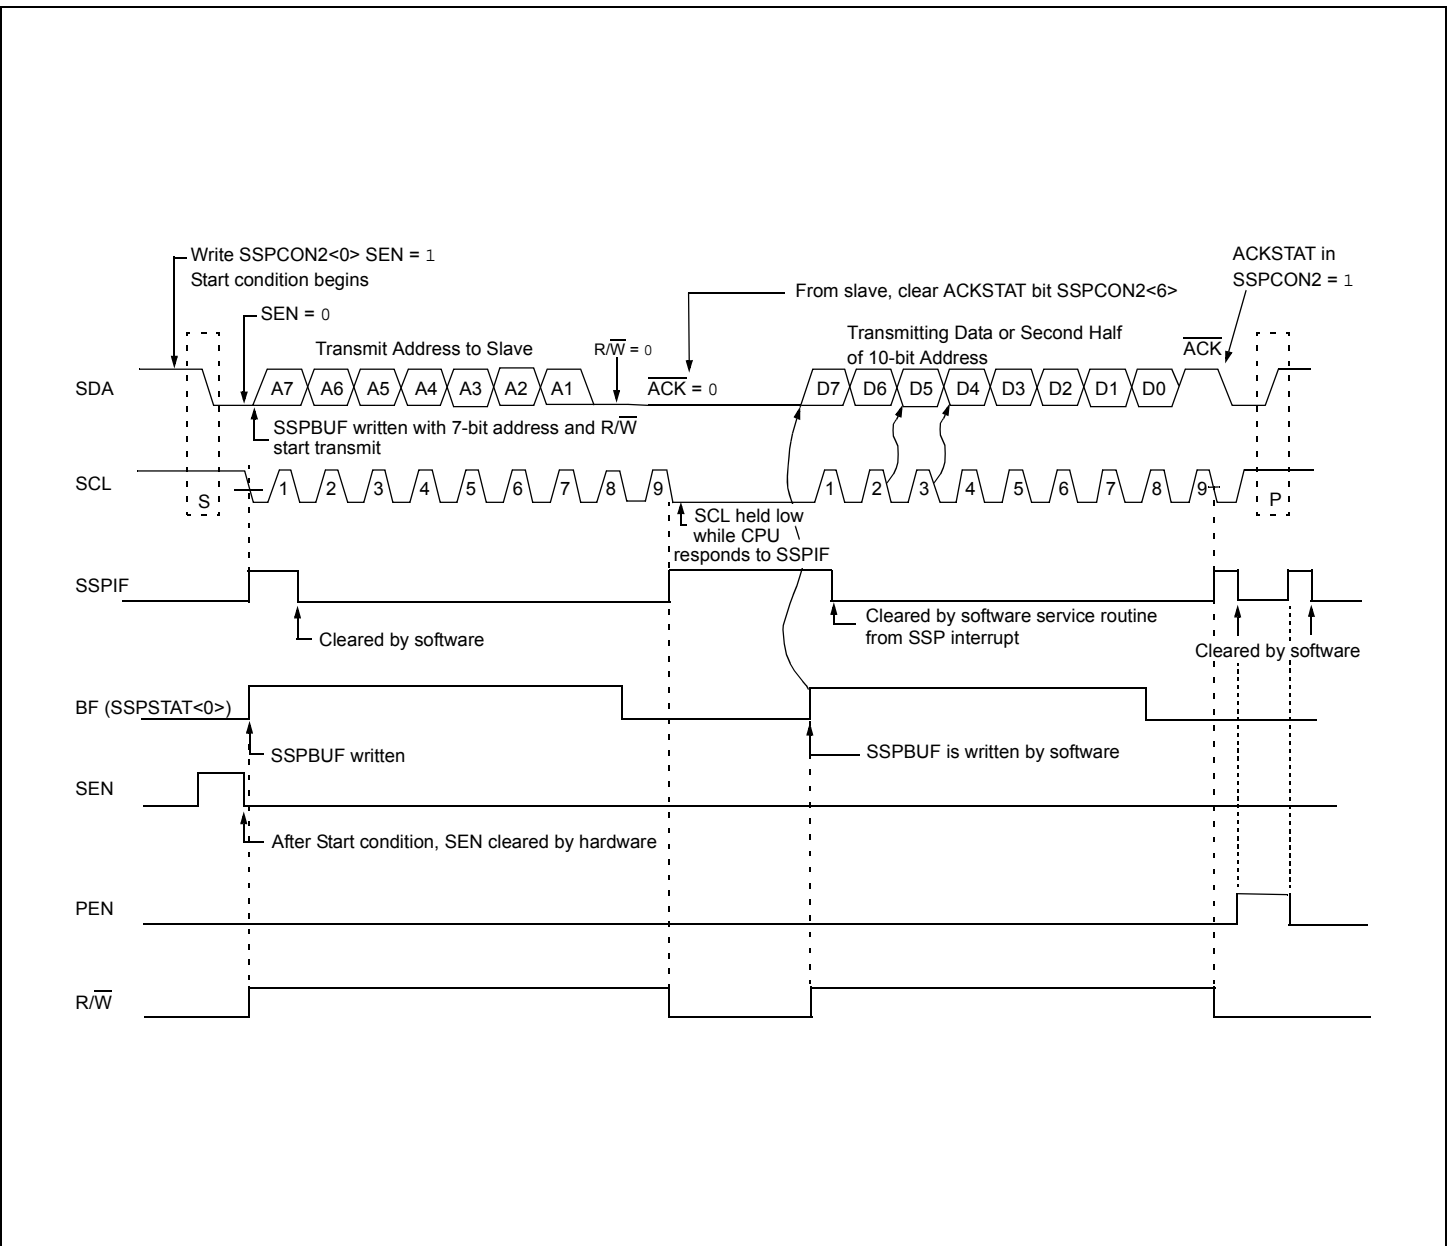 Write SSPCON2<0> SEN = 1
Start condition begins
ACKSTAT in
SSPCON2 = 1
From slave, clear ACKSTAT bit SSPCON2<6>
SEN = 0
Transmit Address to Slave
R/W̅ = 0
Transmitting Data or Second Half
of 10-bit Address
A̅C̅K̅
SDA
A7 A6 A5 A4 A3 A2 A1
A̅C̅K̅ = 0
D7 D6 D5 D4 D3 D2 D1 D0
SSPBUF written with 7-bit address and R/W̅
start transmit
SCL
S
1 2 3 4 5 6 7 8 9
1 2 3 4 5 6 7 8 9
P
SCL held low
while CPU
responds to SSPIF
SSPIF
Cleared by software
Cleared by software service routine
from SSP interrupt
Cleared by software
BF (SSPSTAT<0>)
SSPBUF written
SSPBUF is written by software
SEN
After Start condition, SEN cleared by hardware
PEN
R/W̅